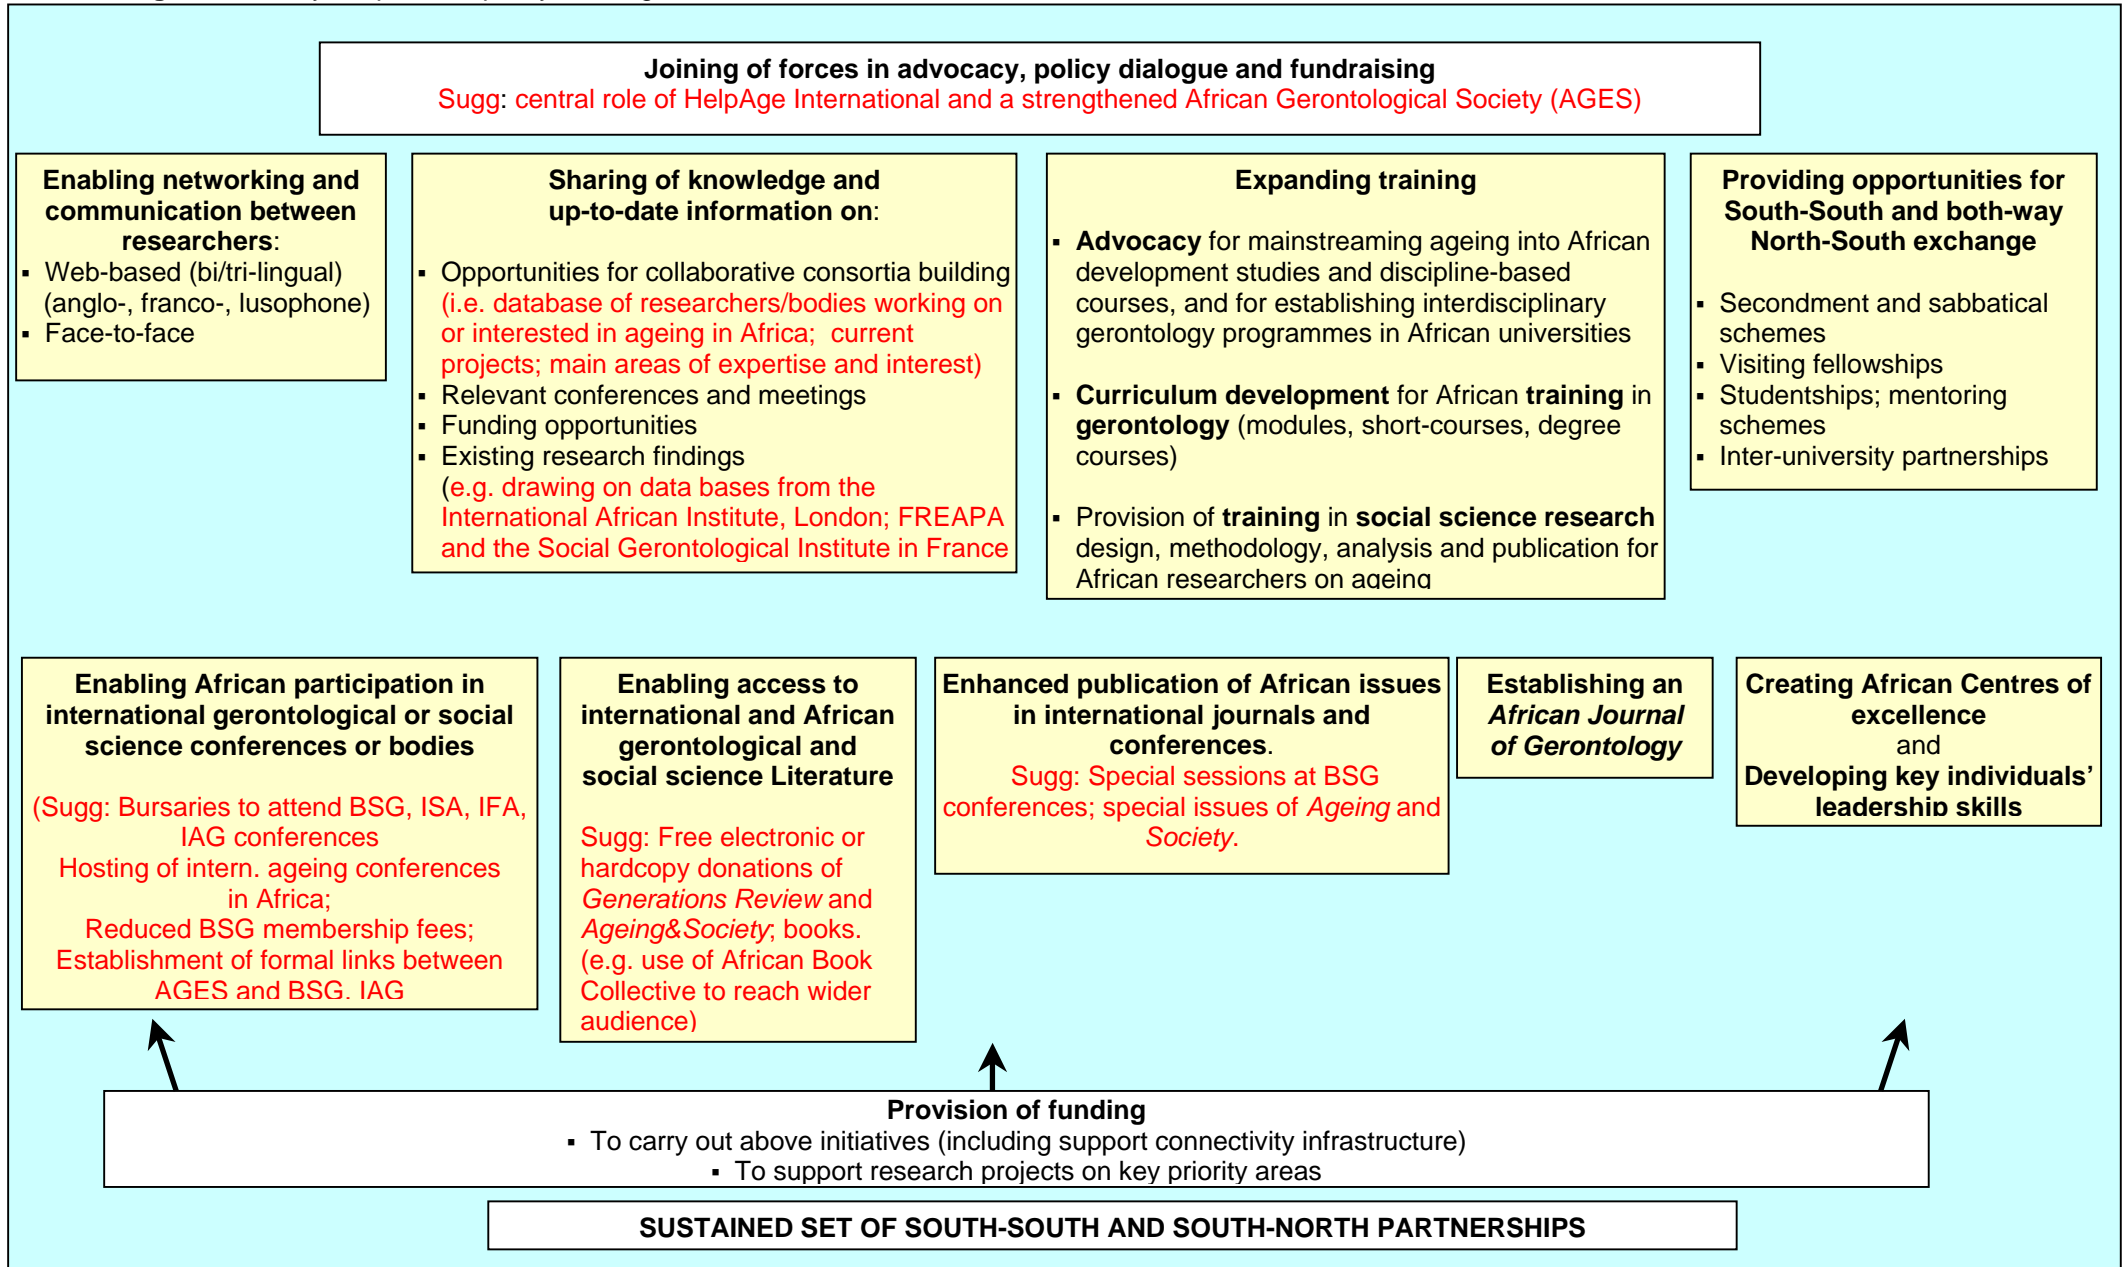 Joining of forces in advocacy, policy dialogue and fundraising
Sugg: central role of HelpAge International and a strengthened African Gerontological Society (AGES)
Enabling networking and
communication between
researchers:
▪ Web-based (bi/tri-lingual)
(anglo-, franco-, lusophone)
▪ Face-to-face
Sharing of knowledge and
up-to-date information on:
▪ Opportunities for collaborative consortia building
(i.e. database of researchers/bodies working on
or interested in ageing in Africa; current
projects; main areas of expertise and interest)
▪ Relevant conferences and meetings
▪ Funding opportunities
▪ Existing research findings
(e.g. drawing on data bases from the
International African Institute, London; FREAPA
and the Social Gerontological Institute in France
Expanding training
▪ Advocacy for mainstreaming ageing into African
development studies and discipline-based
courses, and for establishing interdisciplinary
gerontology programmes in African universities
▪ Curriculum development for African training in
gerontology (modules, short-courses, degree
courses)
▪ Provision of training in social science research
design, methodology, analysis and publication for
African researchers on ageing
Providing opportunities for
South-South and both-way
North-South exchange
▪ Secondment and sabbatical
schemes
▪ Visiting fellowships
▪ Studentships; mentoring
schemes
▪ Inter-university partnerships
Enabling African participation in
international gerontological or social
science conferences or bodies
(Sugg: Bursaries to attend BSG, ISA, IFA,
IAG conferences
Hosting of intern. ageing conferences
in Africa;
Reduced BSG membership fees;
Establishment of formal links between
AGES and BSG. IAG
Enabling access to
international and African
gerontological and
social science Literature
Sugg: Free electronic or
hardcopy donations of
Generations Review and
Ageing&Society; books.
(e.g. use of African Book
Collective to reach wider
audience)
Enhanced publication of African issues
in international journals and
conferences.
Sugg: Special sessions at BSG
conferences; special issues of Ageing and
Society.
Establishing an
African Journal
of Gerontology
Creating African Centres of
excellence
and
Developing key individuals’
leadership skills
Provision of funding
▪ To carry out above initiatives (including support connectivity infrastructure)
▪ To support research projects on key priority areas
SUSTAINED SET OF SOUTH-SOUTH AND SOUTH-NORTH PARTNERSHIPS